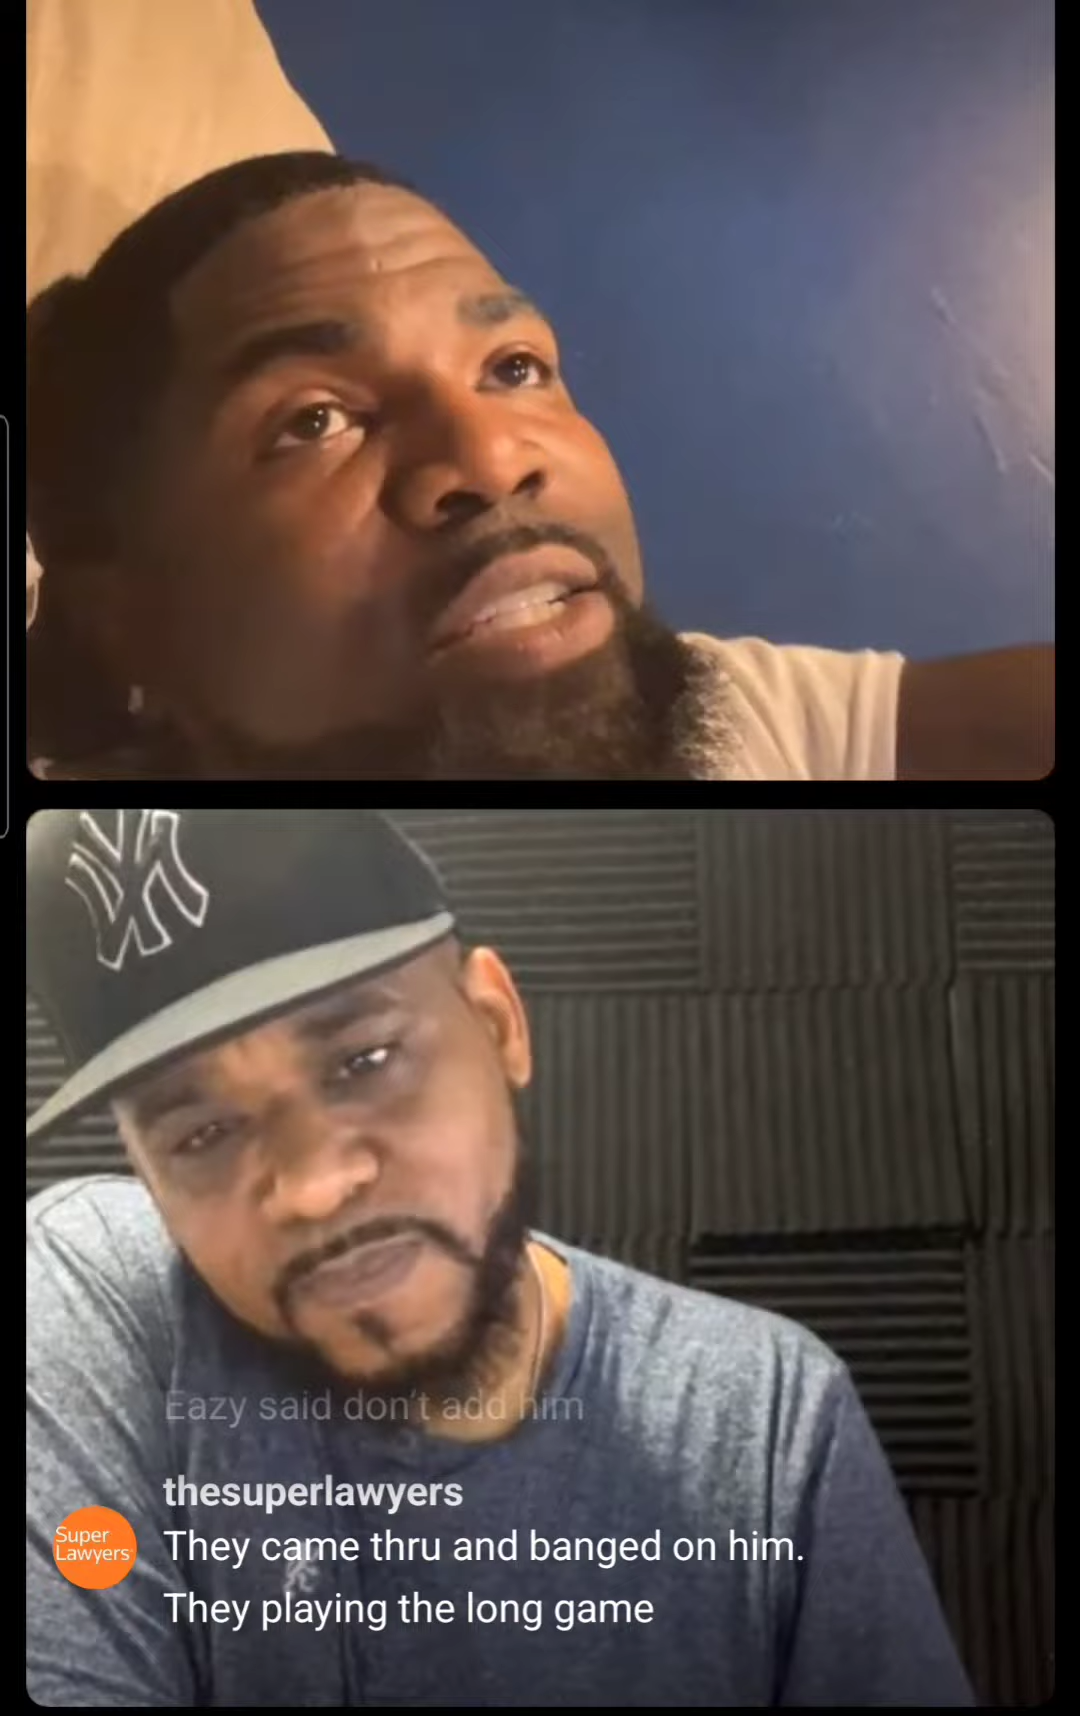 NY
Eazy said don't add him
thesuperlawyers
Super
Lawyers
They came thru and banged on him.
They playing the long game